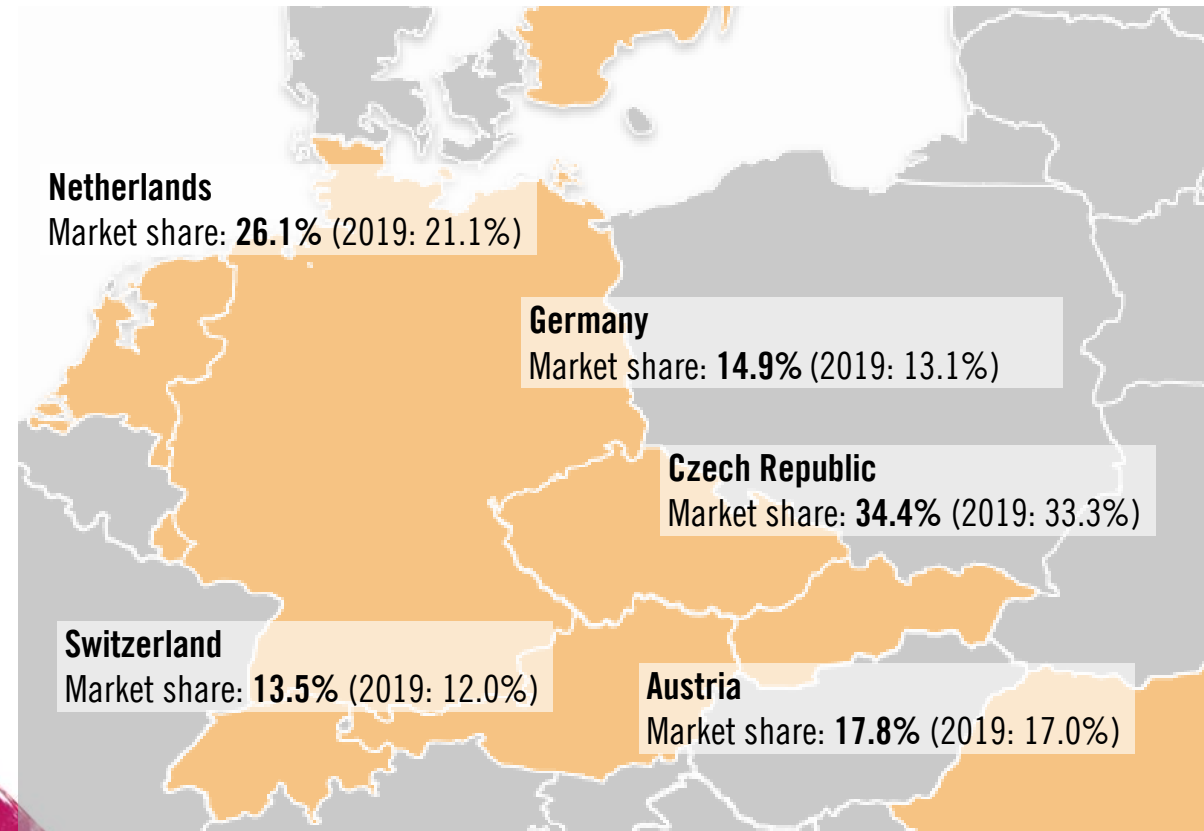 Netherlands
Market share: 26.1% (2019: 21.1%)
Germany
Market share: 14.9% (2019: 13.1%)
Czech Republic
Market share: 34.4% (2019: 33.3%)
Switzerland
Market share: 13.5% (2019: 12.0%)
Austria
Market share: 17.8% (2019: 17.0%)